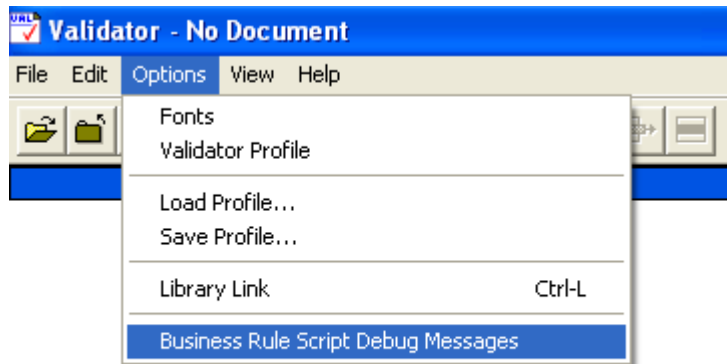 URL
Validator - No Document
File Edit Options View Help
Fonts
Validator Profile
Load Profile...
Save Profile...
Library Link Ctrl-L
Business Rule Script Debug Messages